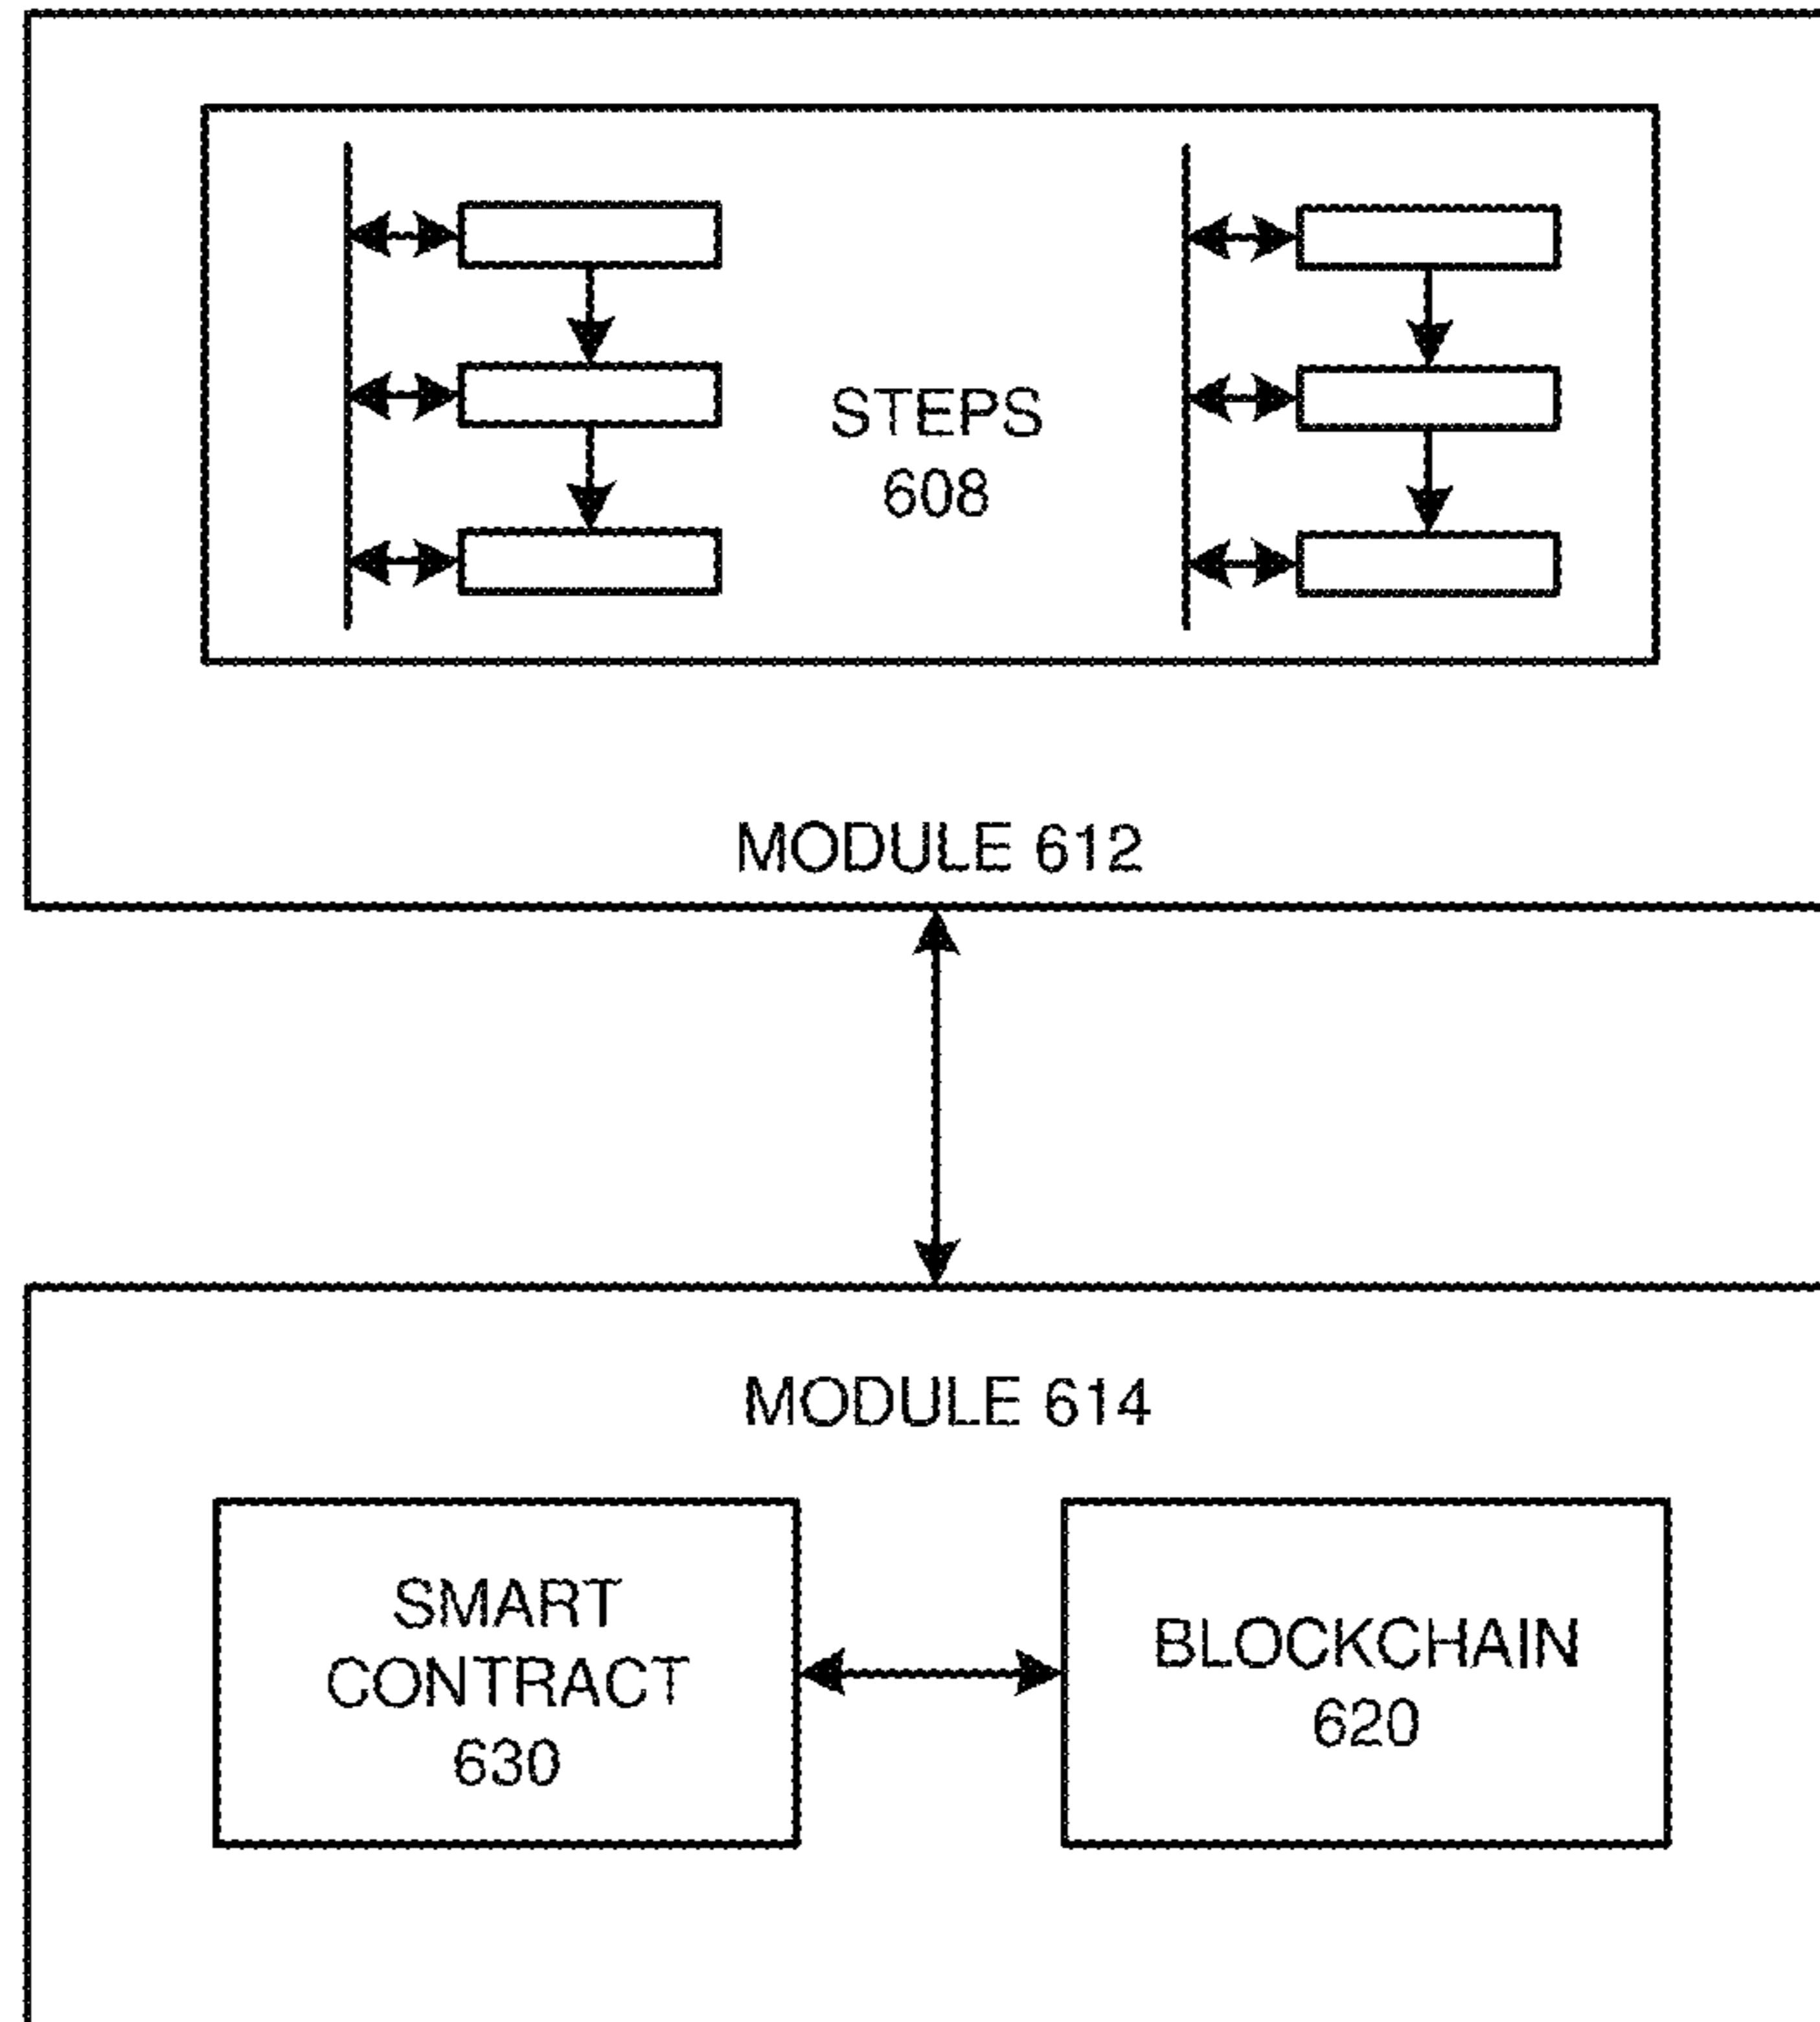 STEPS
608
MODULE 612
MODULE 614
SMART
CONTRACT
630
BLOCKCHAIN
620